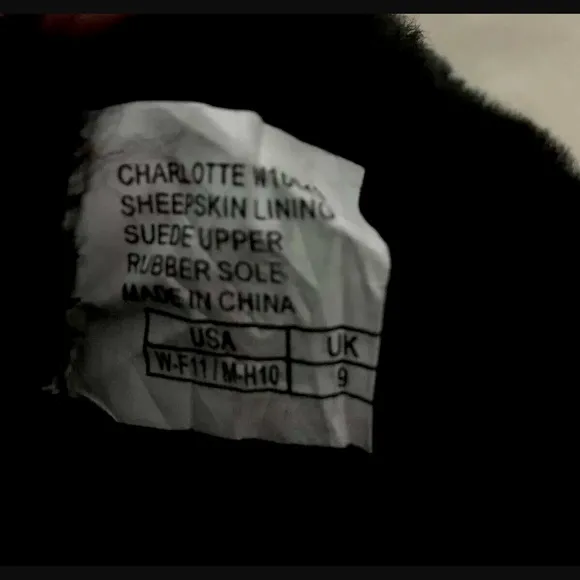 CHARLOTTE
SHEEPSKIN LINING
SUEDE UPPER
RUBBER SOLE
MADE IN CHINA
USA UK
W-F11/M-H10 9